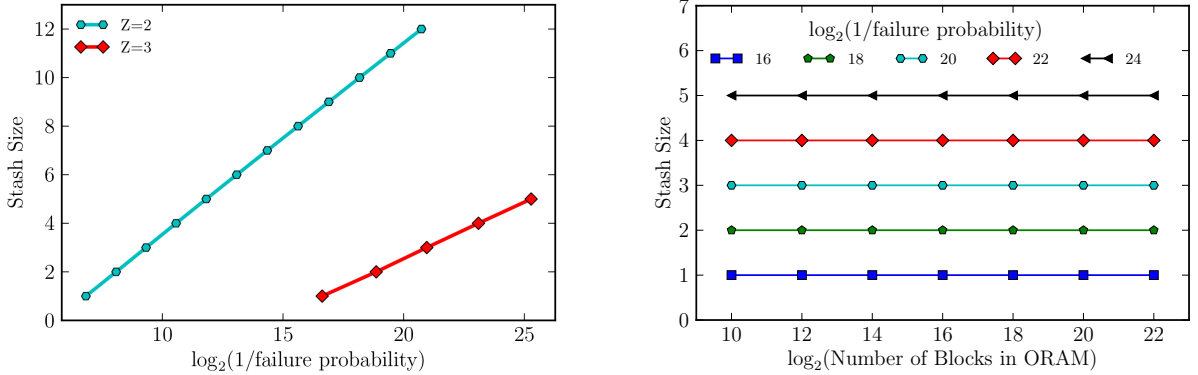 12
10
8
6
4
2
0
Stash Size
Z=2
Z=3
10 15 20 25
log₂(1/failure probability)
7
6
5
4
3
2
1
0
Stash Size
log₂(1/failure probability)
16 18 20 22 24
10 12 14 16 18 20 22
log₂(Number of Blocks in ORAM)